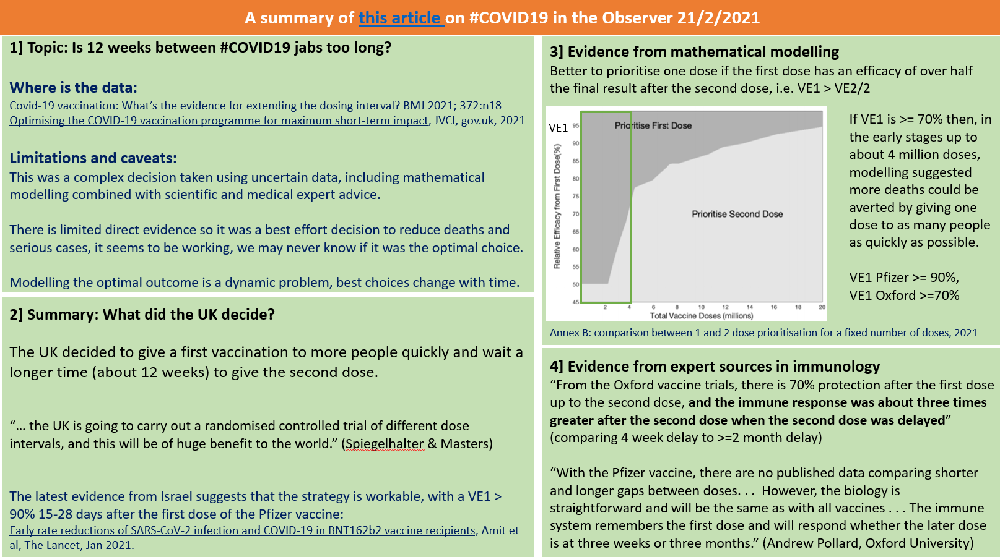 A summary of this article on #COVID19 in the Observer 21/2/2021
1] Topic: Is 12 weeks between #COVID19 jabs too long?
Where is the data:
Covid-19 vaccination: What’s the evidence for extending the dosing interval? BMJ 2021; 372:n18
Optimising the COVID-19 vaccination programme for maximum short-term impact, JVCI, gov.uk, 2021
Limitations and caveats:
This was a complex decision taken using uncertain data, including mathematical
modelling combined with scientific and medical expert advice.
There is limited direct evidence so it was a best effort decision to reduce deaths and
serious cases, it seems to be working, we may never know if it was the optimal choice.
Modelling the optimal outcome is a dynamic problem, best choices change with time.
2] Summary: What did the UK decide?
The UK decided to give a first vaccination to more people quickly and wait a
longer time (about 12 weeks) to give the second dose.
“... the UK is going to carry out a randomised controlled trial of different dose
intervals, and this will be of huge benefit to the world.” (Spiegelhalter & Masters)
The latest evidence from Israel suggests that the strategy is workable, with a VE1 >
90% 15-28 days after the first dose of the Pfizer vaccine:
Early rate reductions of SARS-CoV-2 infection and COVID-19 in BNT162b2 vaccine recipients, Amit et
al, The Lancet, Jan 2021.
3] Evidence from mathematical modelling
Better to prioritise one dose if the first dose has an efficacy of over half
the final result after the second dose, i.e. VE1 > VE2/2
VE1
Relative Efficacy from First Dose(%)
95
90
85
80
75
70
65
60
55
50
45
Prioritise First Dose
Prioritise Second Dose
2 4 6 8 10 12 14 16 18 20
Total Vaccine Doses (millions)
If VE1 is >= 70% then, in
the early stages up to
about 4 million doses,
modelling suggested
more deaths could be
averted by giving one
dose to as many people
as quickly as possible.
VE1 Pfizer >= 90%,
VE1 Oxford >=70%
Annex B: comparison between 1 and 2 dose prioritisation for a fixed number of doses, 2021
4] Evidence from expert sources in immunology
“From the Oxford vaccine trials, there is 70% protection after the first dose
up to the second dose, and the immune response was about three times
greater after the second dose when the second dose was delayed”
(comparing 4 week delay to >=2 month delay)
“With the Pfizer vaccine, there are no published data comparing shorter
and longer gaps between doses. . . However, the biology is
straightforward and will be the same as with all vaccines . . . The immune
system remembers the first dose and will respond whether the later dose
is at three weeks or three months.” (Andrew Pollard, Oxford University)